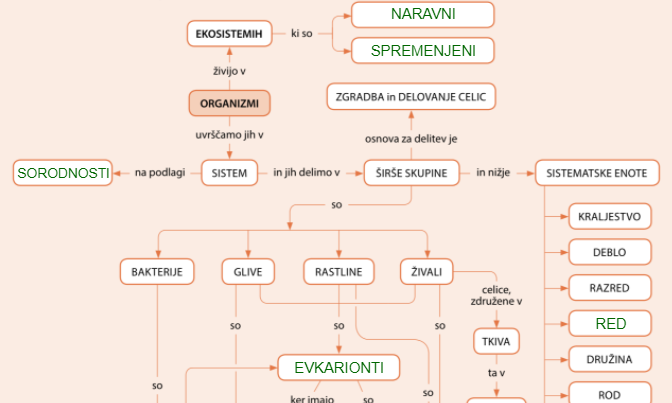 NARAVNI
EKOSISTEMIH
ki so
SPREMENJENI
živijo v
ORGANIZMI
ZGRADBA in DELOVANJE CELIC
uvrščamo jih v
osnova za delitev je
SORODNOSTI
na podlagi
SISTEM
in jih delimo v
ŠIRŠE SKUPINE
in nižje
SISTEMATSKE ENOTE
so
KRALJESTVO
DEBLO
BAKTERIJE
GLIVE
RASTLINE
ŽIVALI
RAZRED
celice,
združene v
so
so
so
RED
TKIVA
DRUŽINA
EVKARIONTI
ta v
so
so
so
ROD
ker imajo